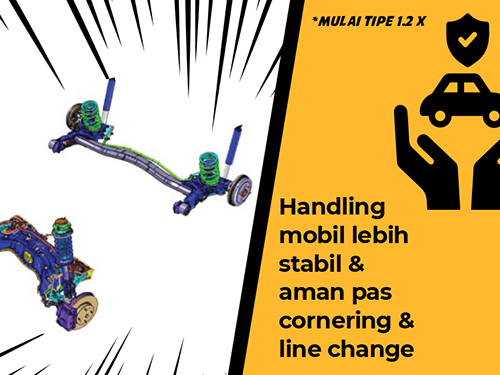 *MULAI TIPE 1.2 X
Handling
mobil lebih
stabil &
aman pas
cornering &
line change